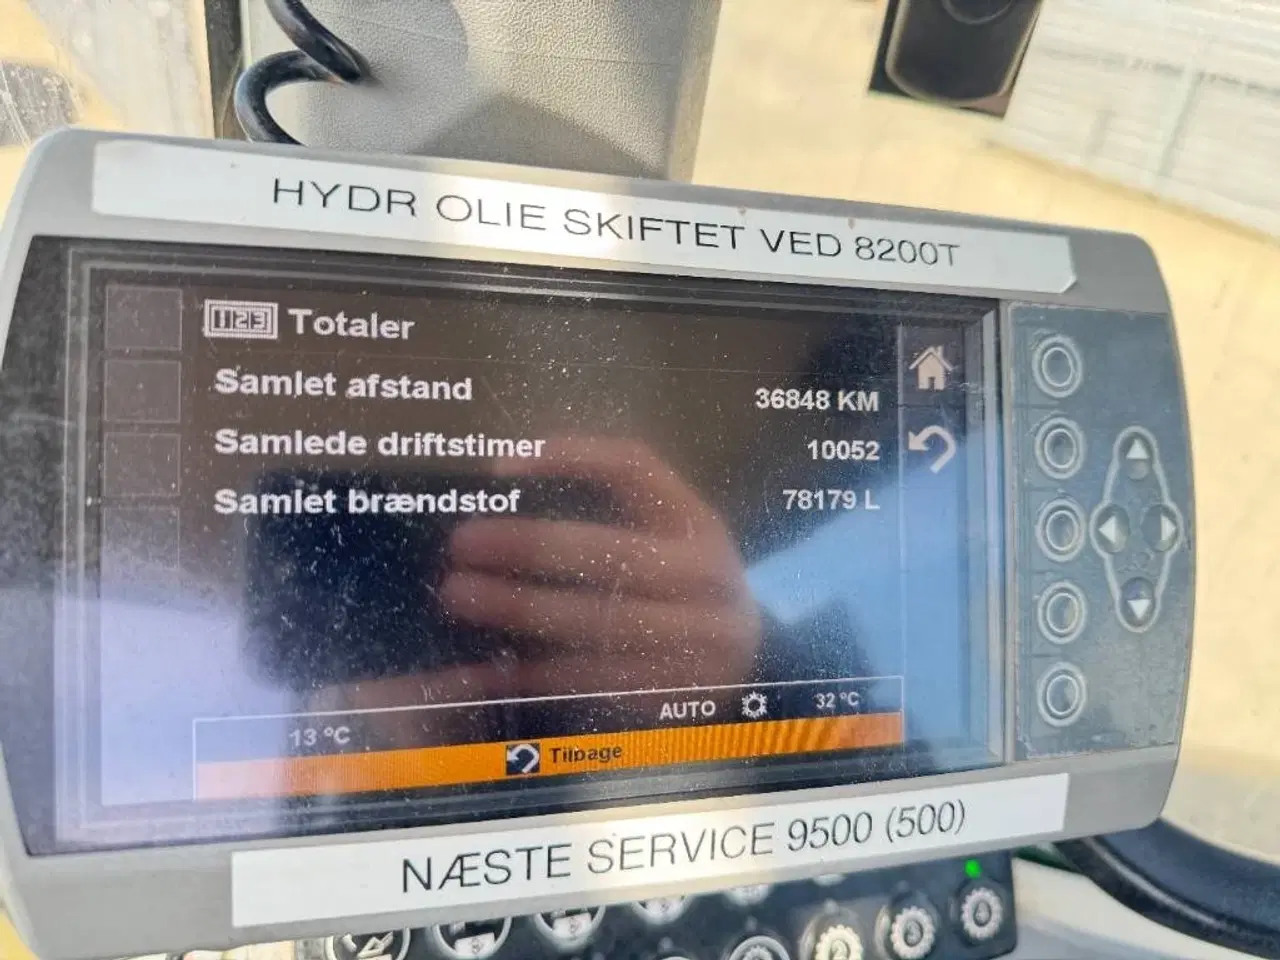 HYDR OLIE SKIFTET VED 8200T
123 Totaler
Samlet afstand 36848 KM
Samlede driftstimer 10052
Samlet brændstof 78179 L
13 °C AUTO 32 °C
Tilbage
NÆSTE SERVICE 9500 (500)